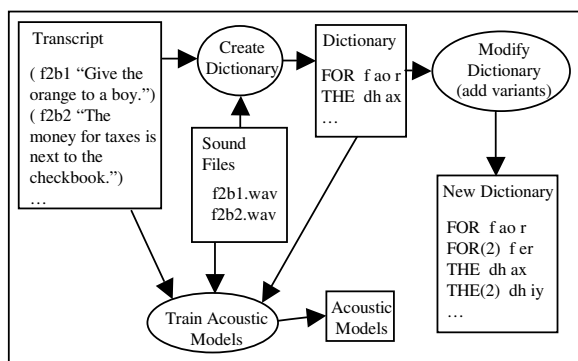 Transcript
( f2b1 “Give the
orange to a boy.”)
( f2b2 “The
money for taxes is
next to the
checkbook.”)
…
Create
Dictionary
Dictionary
FOR f ao r
THE dh ax
…
Modify
Dictionary
(add variants)
Sound
Files
f2b1.wav
f2b2.wav
New Dictionary
FOR f ao r
FOR(2) f er
THE dh ax
THE(2) dh iy
…
Train Acoustic
Models
Acoustic
Models